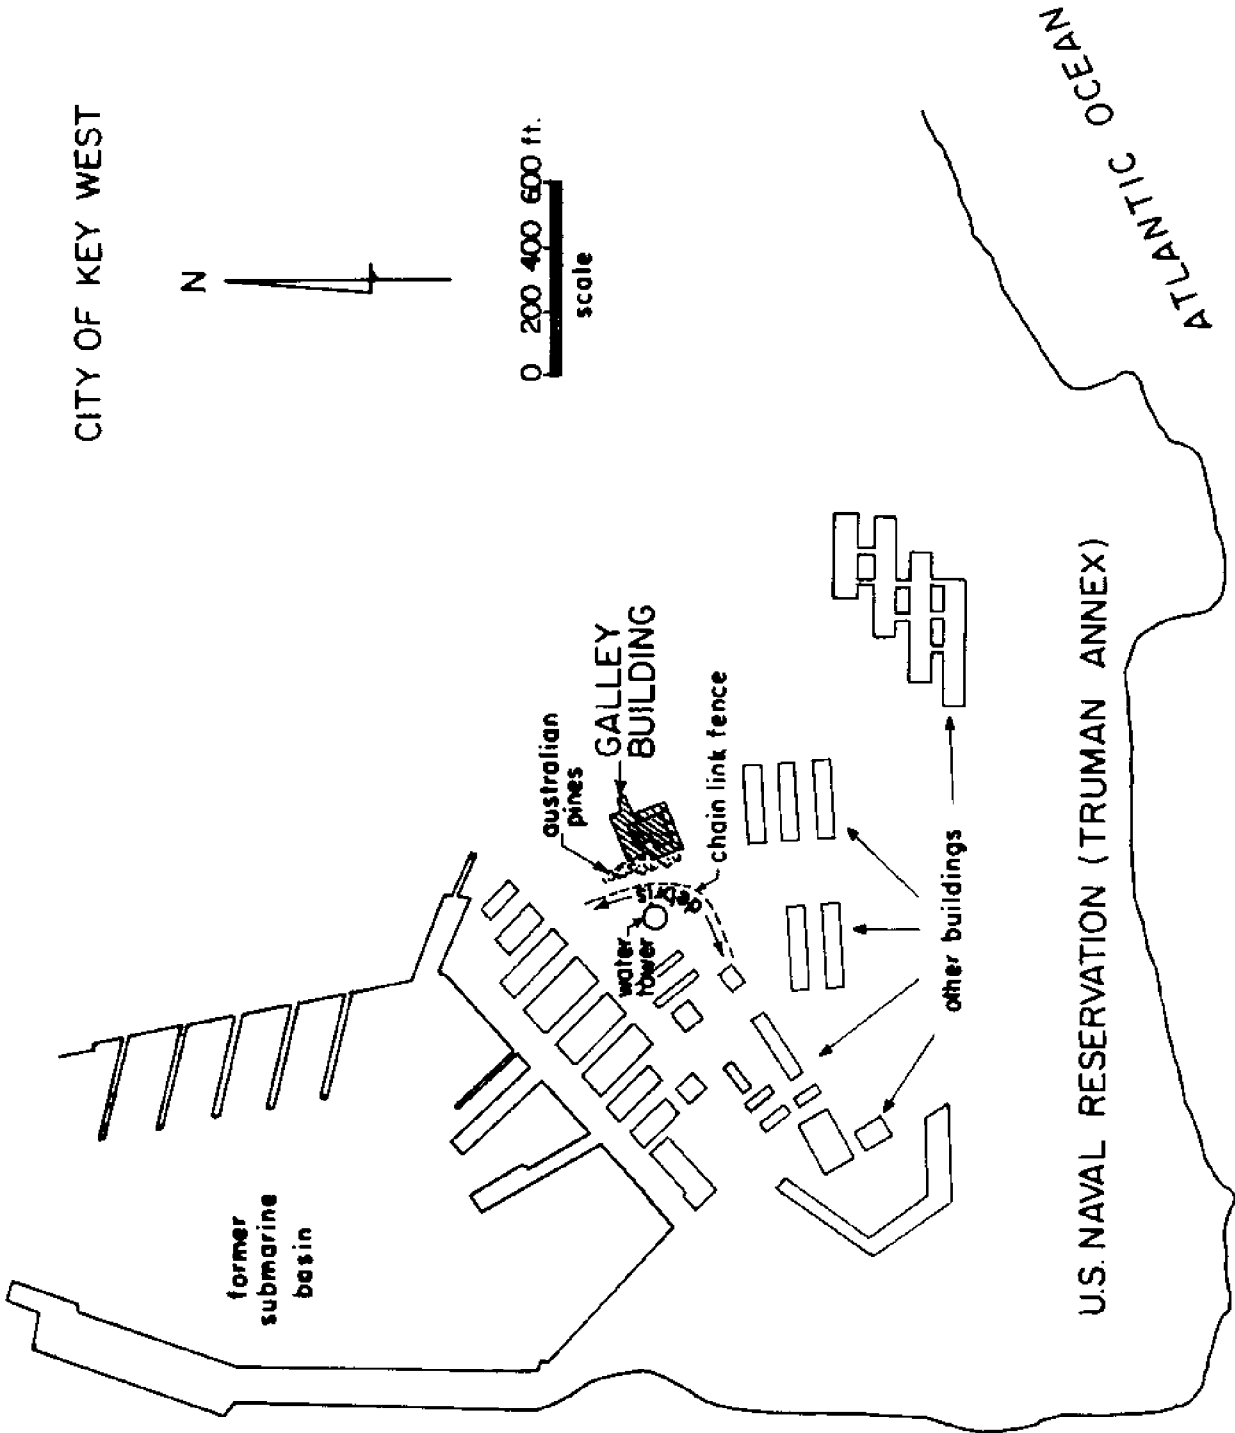 CITY OF KEY WEST
N
0 200 400 600 ft.
scale
ATLANTIC OCEAN
former
submarine
basin
australian
pines
GALLEY
BUILDING
water
tower
chain link fence
other buildings
U.S. NAVAL RESERVATION (TRUMAN ANNEX)